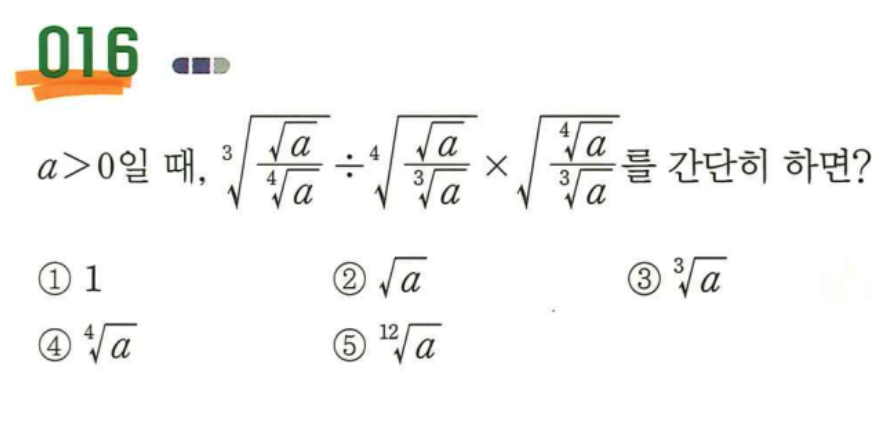 016
a>0일 때, ∛(√a/∜a) ÷ ∜(√a/∛a) × √(∜a/∛a)를 간단히 하면?
① 1 ② √a ③ ∛a
④ ∜a ⑤ ¹²√a